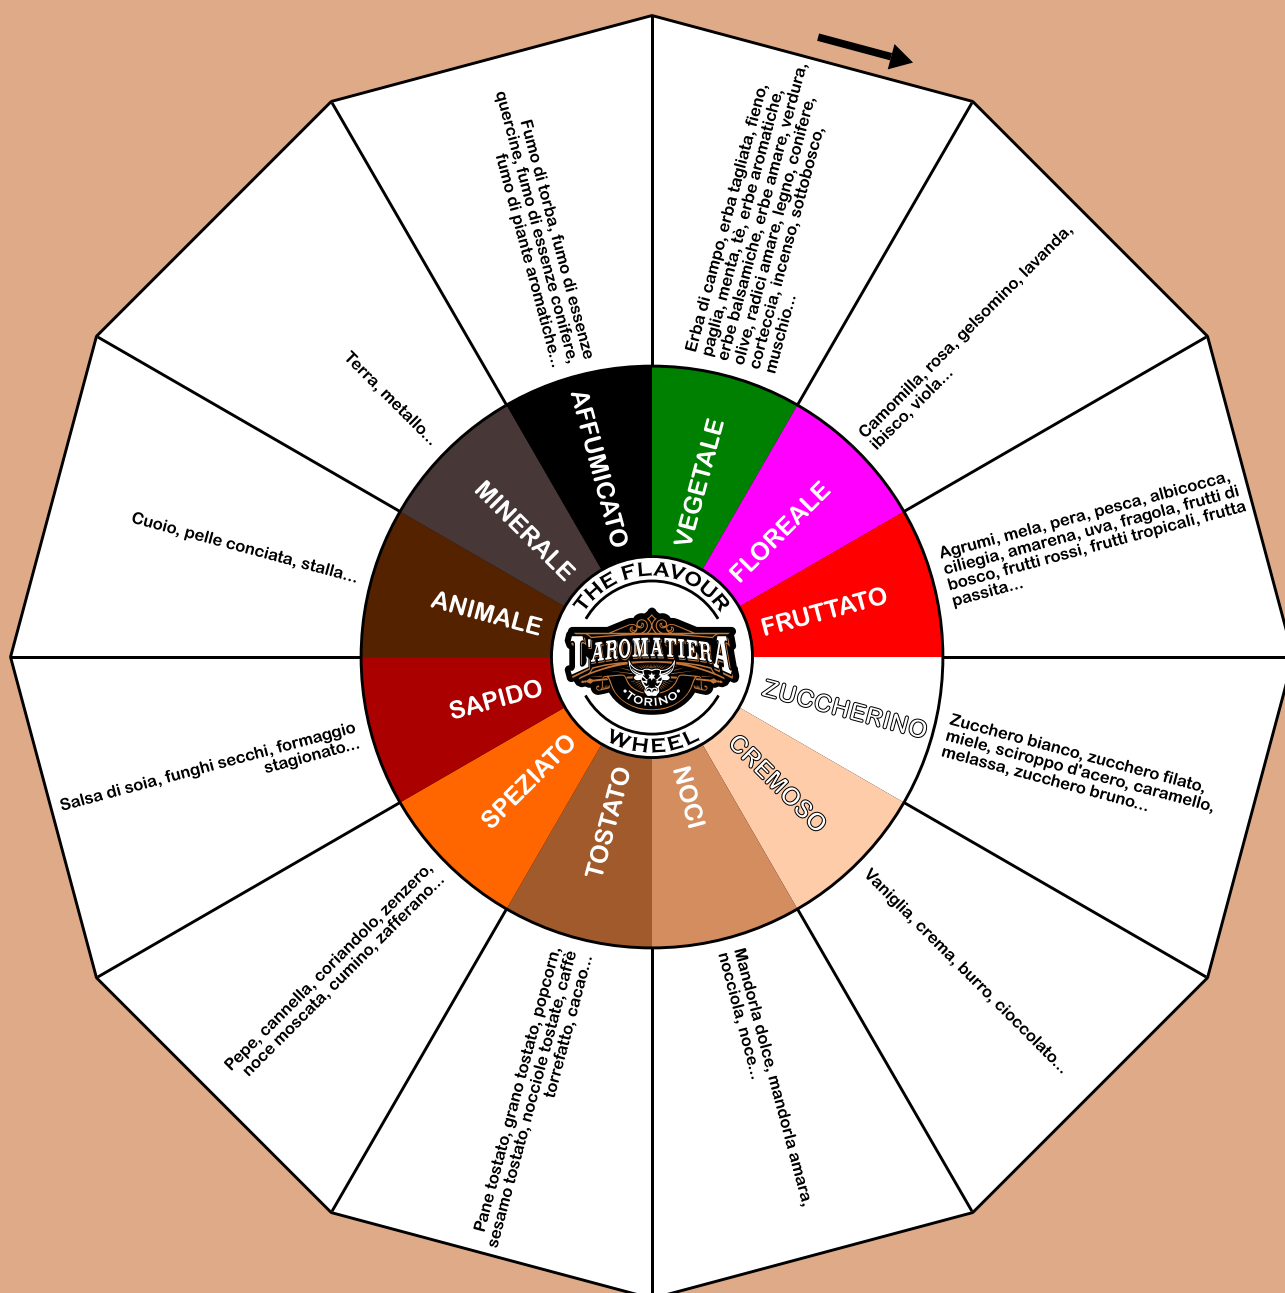 THE FLAVOUR
L'AROMATIERA
•TORINO•
WHEEL
VEGETALE
Erba di campo, erba tagliata, fieno,
paglia, menta, tè, erbe aromatiche,
erbe balsamiche, erbe amare, verdura,
olive, radici amare, legno, conifere,
corteccia, incenso, sottobosco,
muschio...
FLOREALE
Camomilla, rosa, gelsomino, lavanda,
ibisco, viola...
FRUTTATO
Agrumi, mela, pera, pesca, albicocca,
ciliegia, amarena, uva, fragola, frutti di
bosco, frutti rossi, frutti tropicali, frutta
passita...
ZUCCHERINO
Zucchero bianco, zucchero filato,
miele, sciroppo d'acero, caramello,
melassa, zucchero bruno...
CREMOSO
Vaniglia, crema, burro, cioccolato...
NOCI
Mandorla dolce, mandorla amara,
nocciola, noce...
TOSTATO
Pane tostato, grano tostato, popcorn,
sesamo tostato, nocciole tostate, caffè
torrefatto, cacao...
SPEZIATO
Pepe, cannella, coriandolo, zenzero,
noce moscata, cumino, zafferano...
SAPIDO
Salsa di soia, funghi secchi, formaggio
stagionato...
ANIMALE
Cuoio, pelle conciata, stalla...
MINERALE
Terra, metallo...
AFFUMICATO
Fumo di torba, fumo di essenze
quercine, fumo di essenze conifere,
fumo di piante aromatiche...